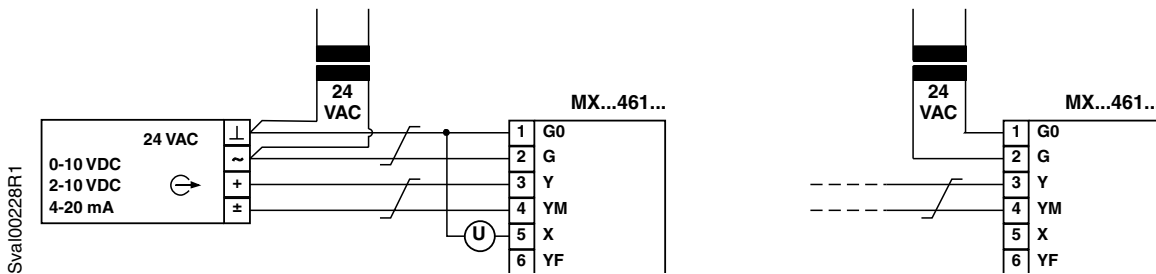 24
VAC
MX...461...
24 VAC
0-10 VDC
2-10 VDC
4-20 mA
⊥
~
+
±
1 G0
2 G
3 Y
4 YM
5 X
6 YF
U
Sval00228R1
24
VAC
MX...461...
1 G0
2 G
3 Y
4 YM
5 X
6 YF